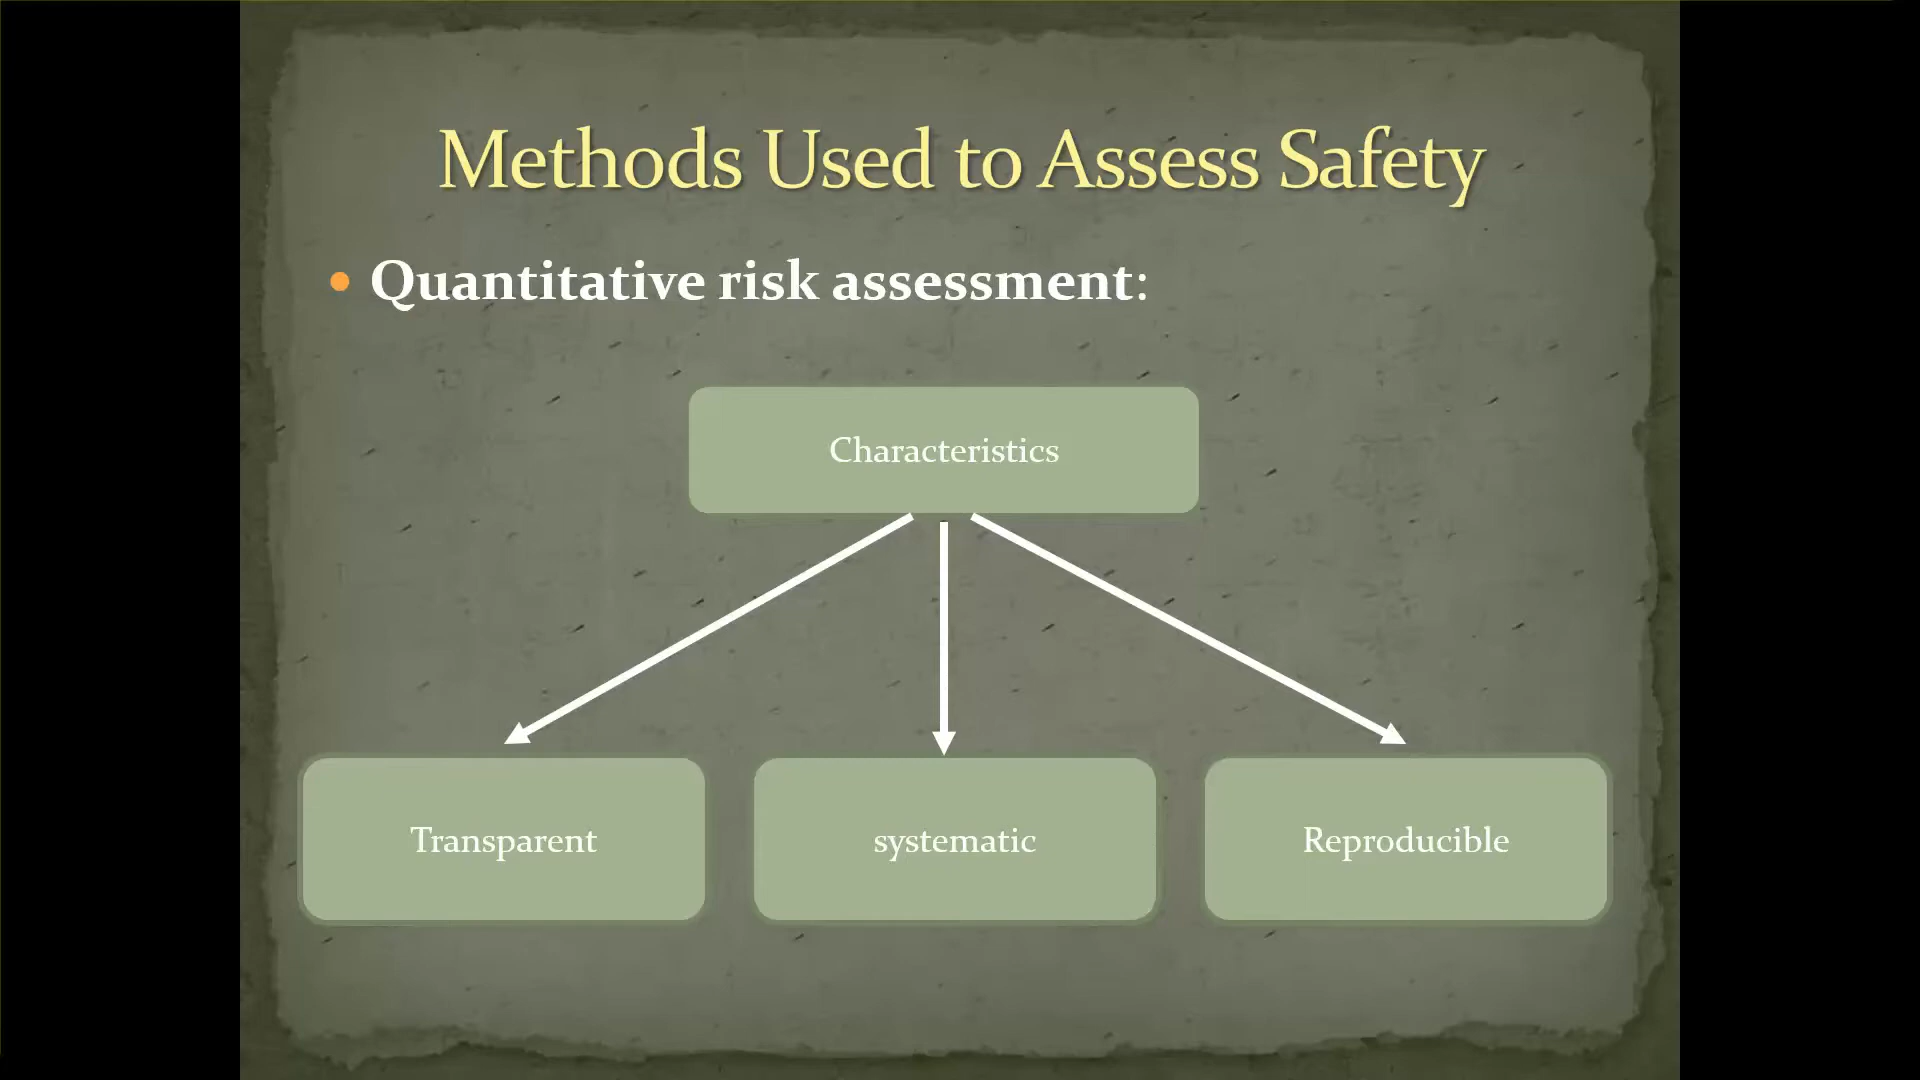 Methods Used to Assess Safety
• Quantitative risk assessment:
Characteristics
Transparent
systematic
Reproducible